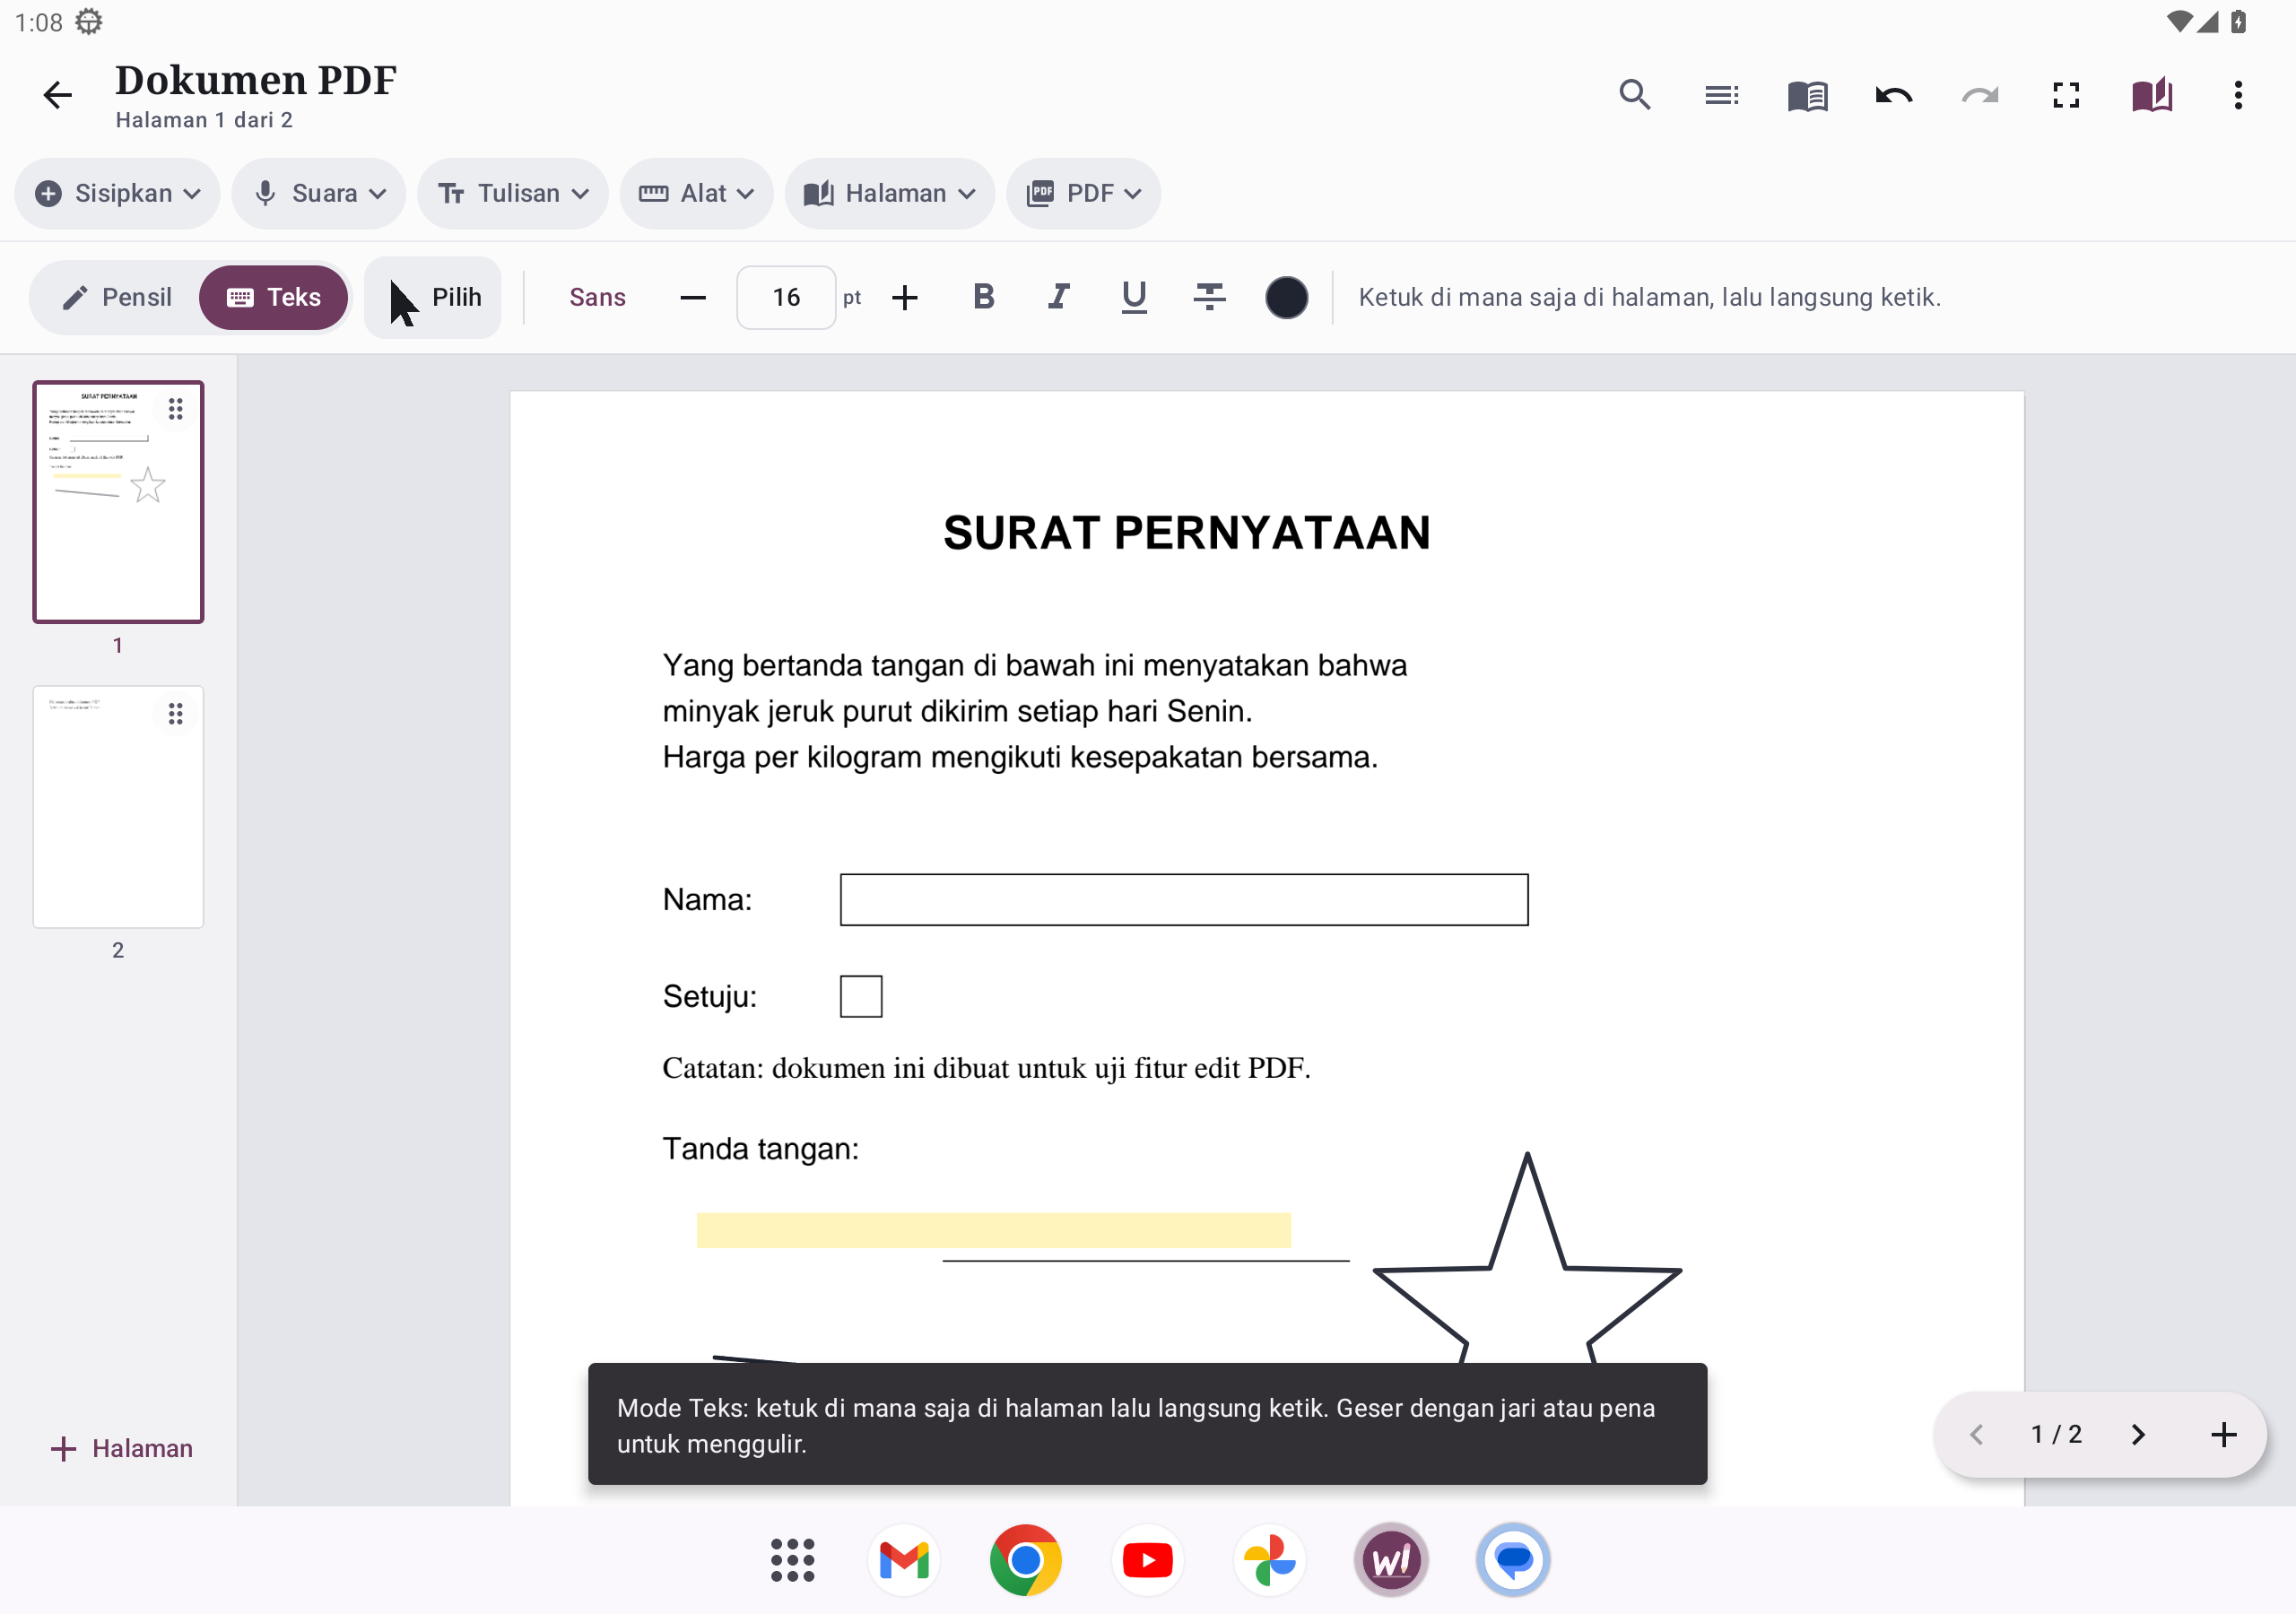 1:08
Dokumen PDF
Halaman 1 dari 2
Sisipkan
Suara
Tulisan
Alat
Halaman
PDF
Pensil
Teks
Pilih
Sans
16
pt
B
I
U
Ketuk di mana saja di halaman, lalu langsung ketik.
SURAT PERNYATAAN
1
2
SURAT PERNYATAAN
Yang bertanda tangan di bawah ini menyatakan bahwa
minyak jeruk purut dikirim setiap hari Senin.
Harga per kilogram mengikuti kesepakatan bersama.
Nama:
Setuju:
Catatan: dokumen ini dibuat untuk uji fitur edit PDF.
Tanda tangan:
Mode Teks: ketuk di mana saja di halaman lalu langsung ketik. Geser dengan jari atau pena
untuk menggulir.
Halaman
1 / 2